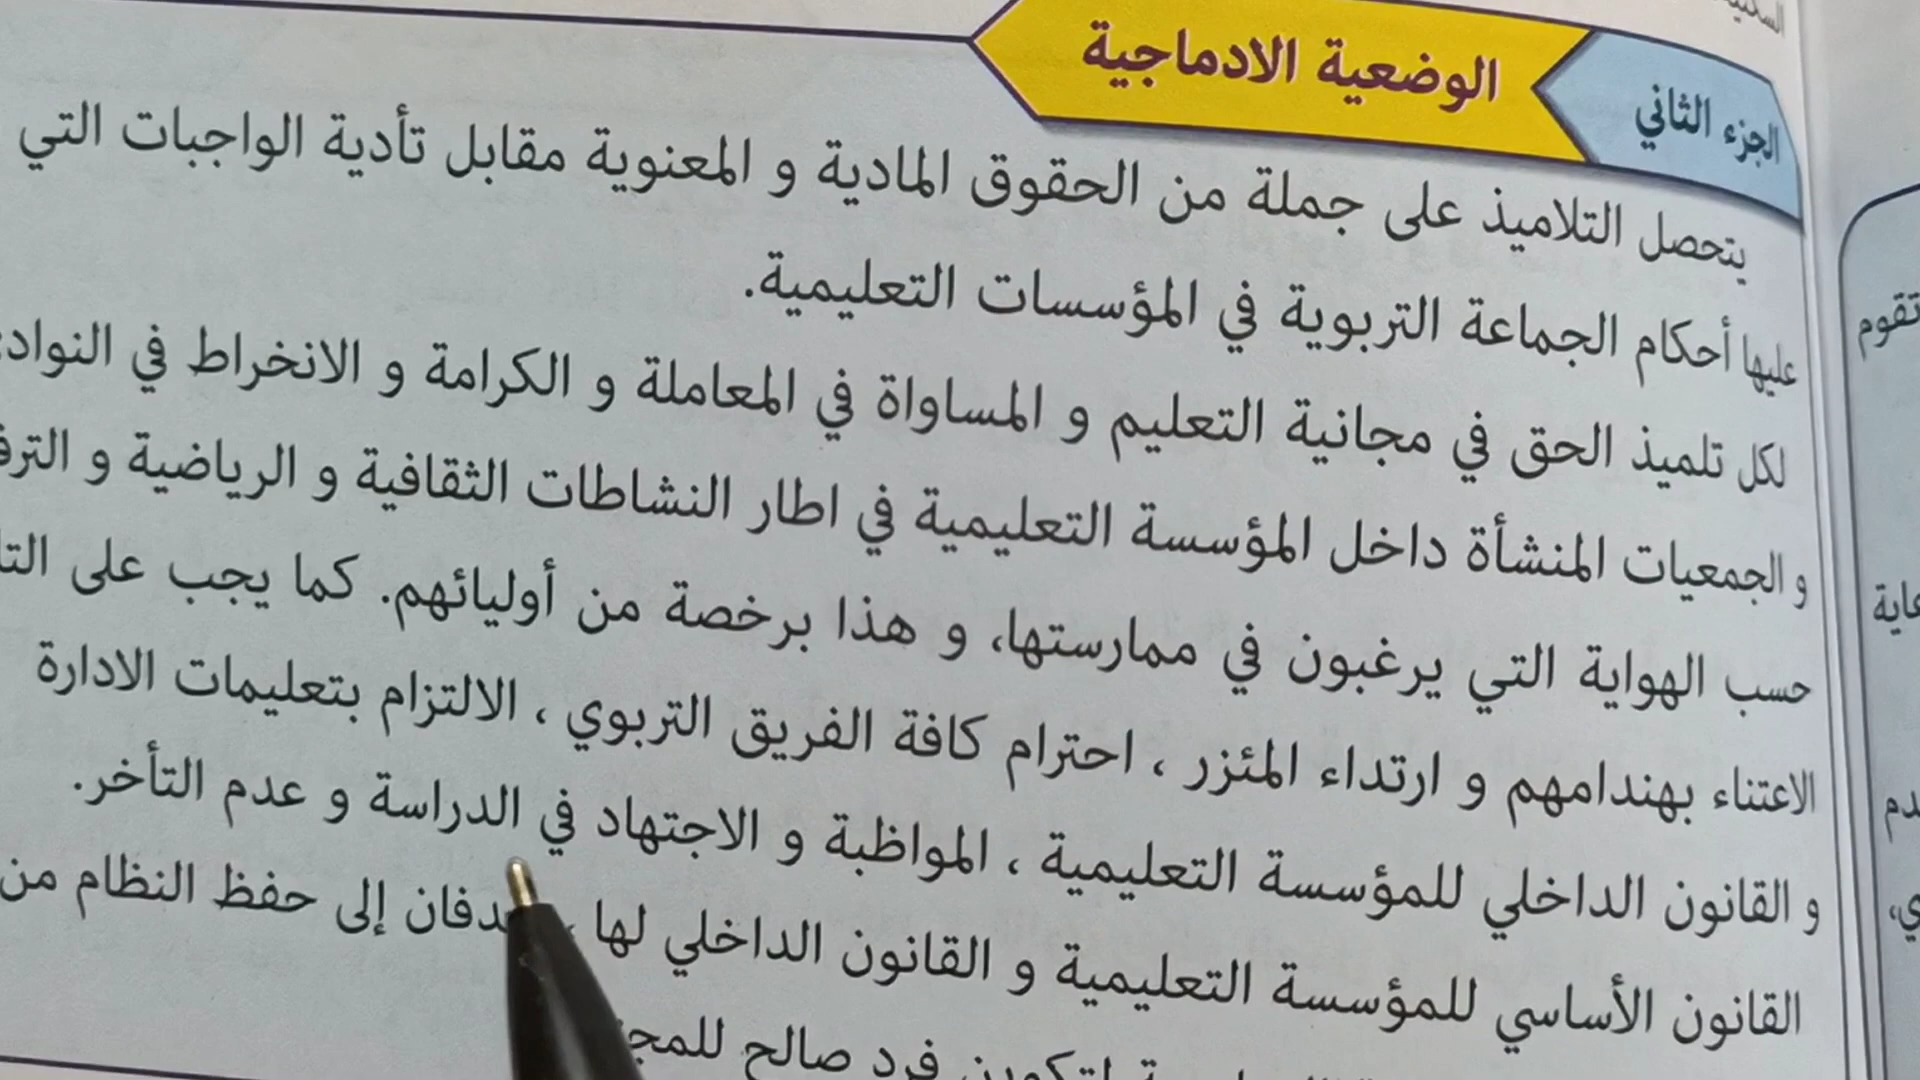 الجزء الثاني
الوضعية الادماجية
يتحصل التلاميذ على جملة من الحقوق المادية و المعنوية مقابل تأدية الواجبات التي
عليها أحكام الجماعة التربوية في المؤسسات التعليمية.
لكل تلميذ الحق في مجانية التعليم و المساواة في المعاملة و الكرامة و الانخراط في
و الجمعيات المنشأة داخل المؤسسة التعليمية في اطار النشاطات الثقافية و الرياضية و
حسب الهواية التي يرغبون في ممارستها، و هذا برخصة من أوليائهم. كما يجب على
الاعتناء بهندامهم و ارتداء المئزر ، احترام كافة الفريق التربوي ، الالتزام بتعليمات الادارة
و القانون الداخلي للمؤسسة التعليمية ، المواظبة و الاجتهاد في الدراسة و عدم التأخر.
القانون الأساسي للمؤسسة التعليمية و القانون الداخلي لها ، إلى حفظ النظام من
فرد صالح
تقوم